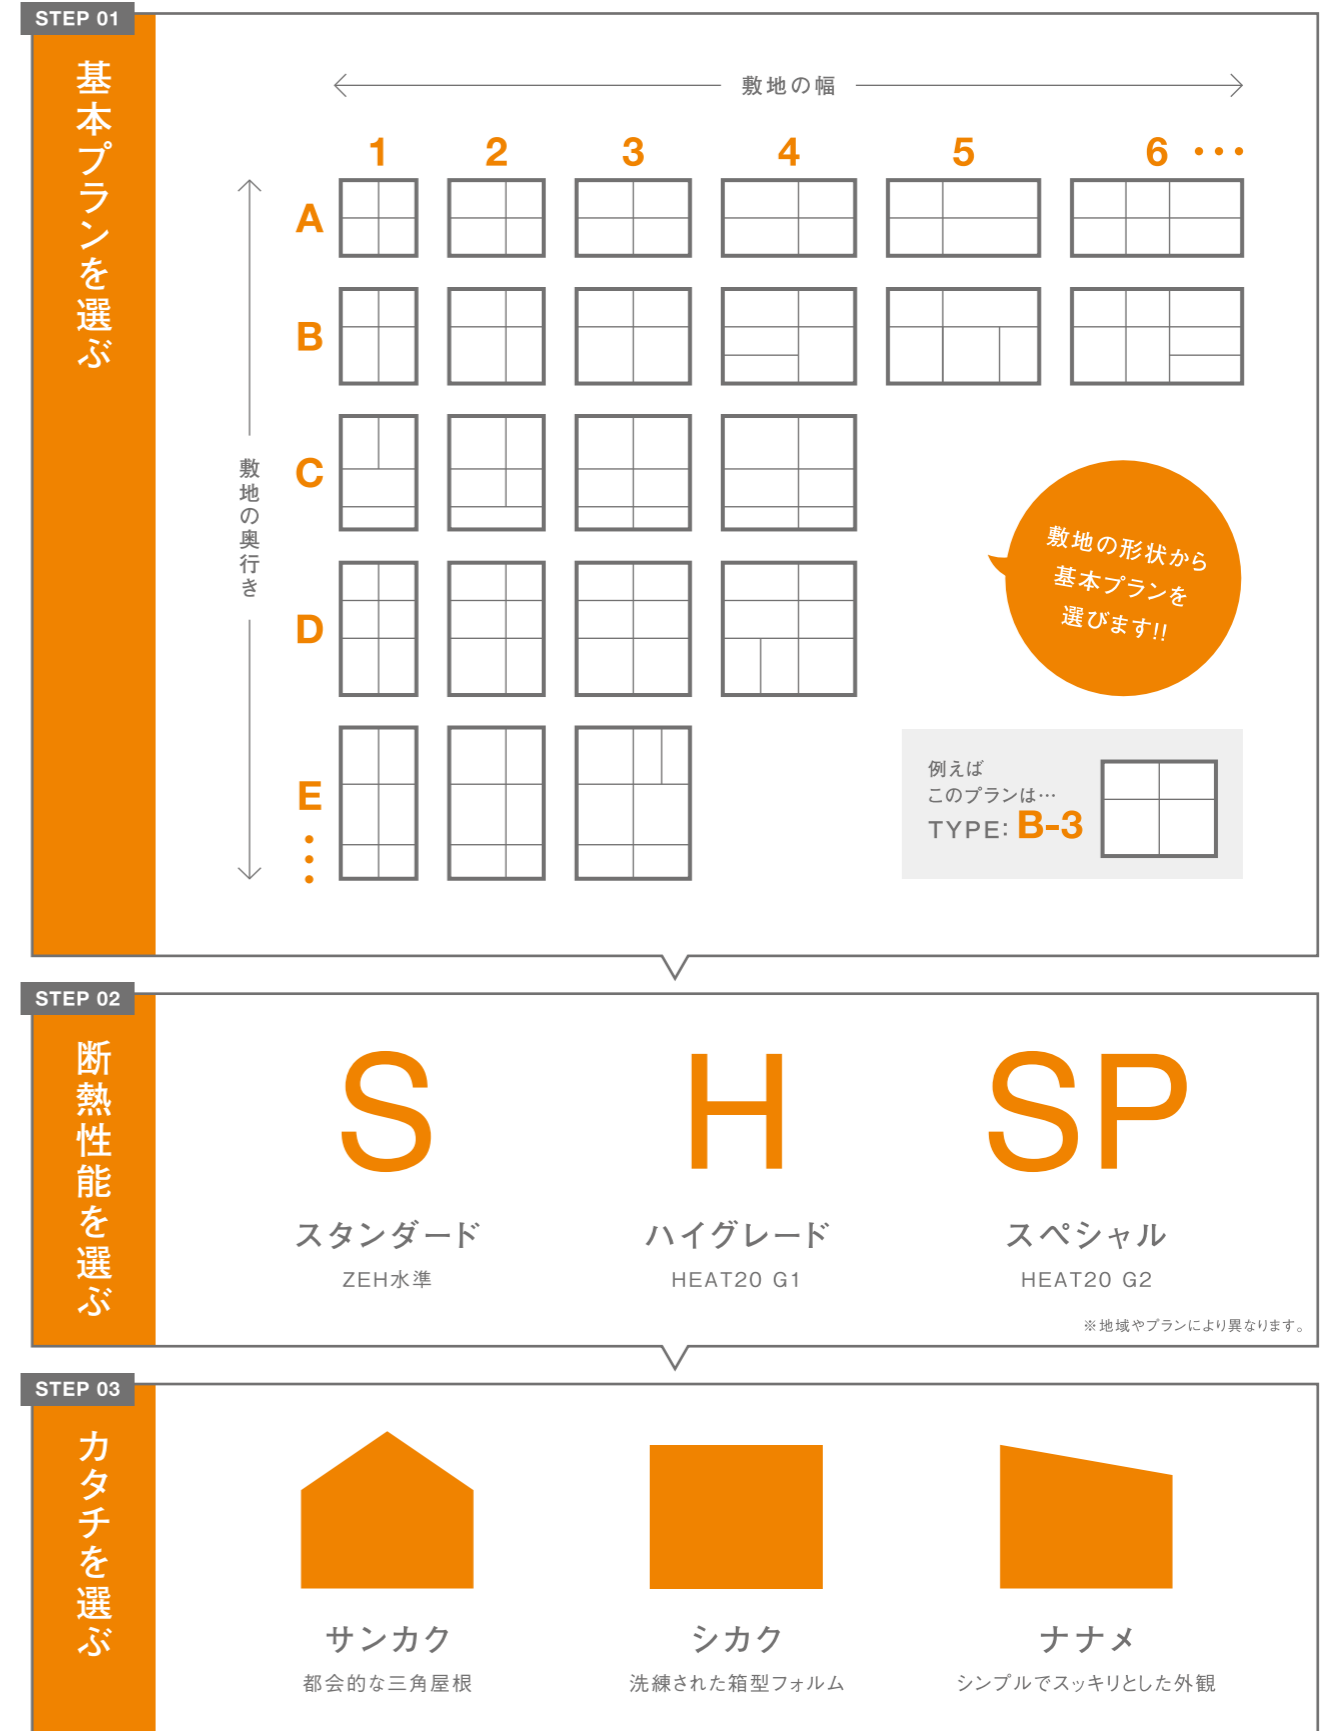 STEP 01
基本プランを選ぶ
敷地の幅
1 2 3 4 5 6 ･･･
敷地の奥行き
A
B
C
D
E
敷地の形状から
基本プランを
選びます!!
例えば
このプランは…
TYPE: B-3
STEP 02
断熱性能を選ぶ
S
スタンダード
ZEH水準
H
ハイグレード
HEAT20 G1
SP
スペシャル
HEAT20 G2
※地域やプランにより異なります。
STEP 03
カタチを選ぶ
サンカク
都会的な三角屋根
シカク
洗練された箱型フォルム
ナナメ
シンプルでスッキリとした外観